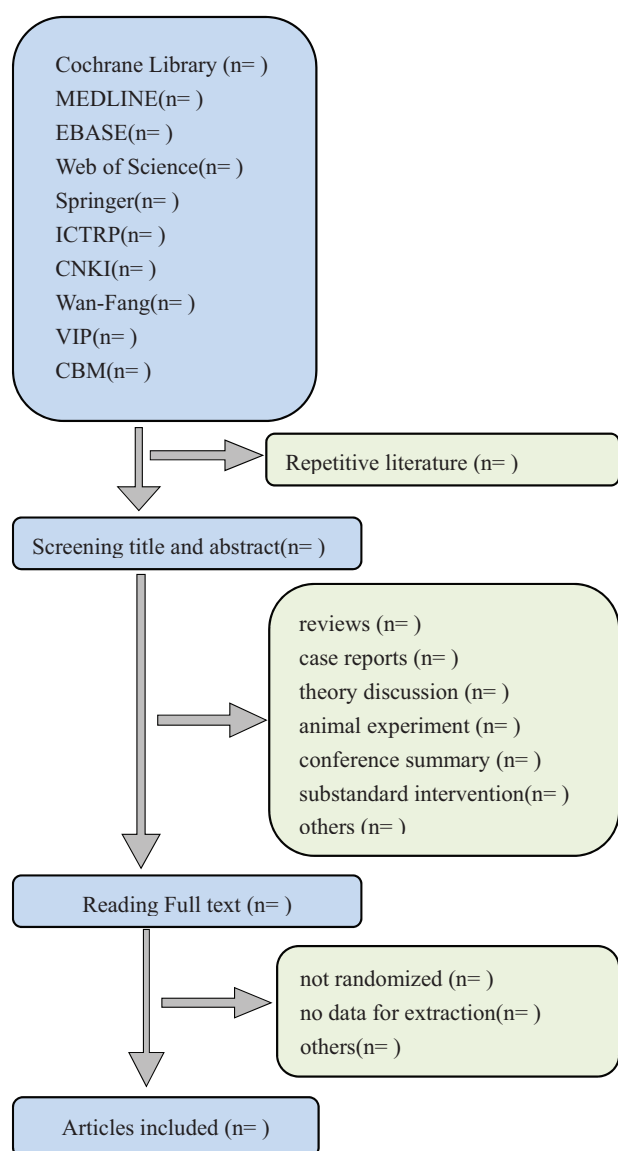 Cochrane Library (n= )
MEDLINE(n= )
EBASE(n= )
Web of Science(n= )
Springer(n= )
ICTRP(n= )
CNKI(n= )
Wan-Fang(n= )
VIP(n= )
CBM(n= )
Repetitive literature (n= )
Screening title and abstract(n= )
reviews (n= )
case reports (n= )
theory discussion (n= )
animal experiment (n= )
conference summary (n= )
substandard intervention(n= )
others (n= )
Reading Full text (n= )
not randomized (n= )
no data for extraction(n= )
others(n= )
Articles included (n= )